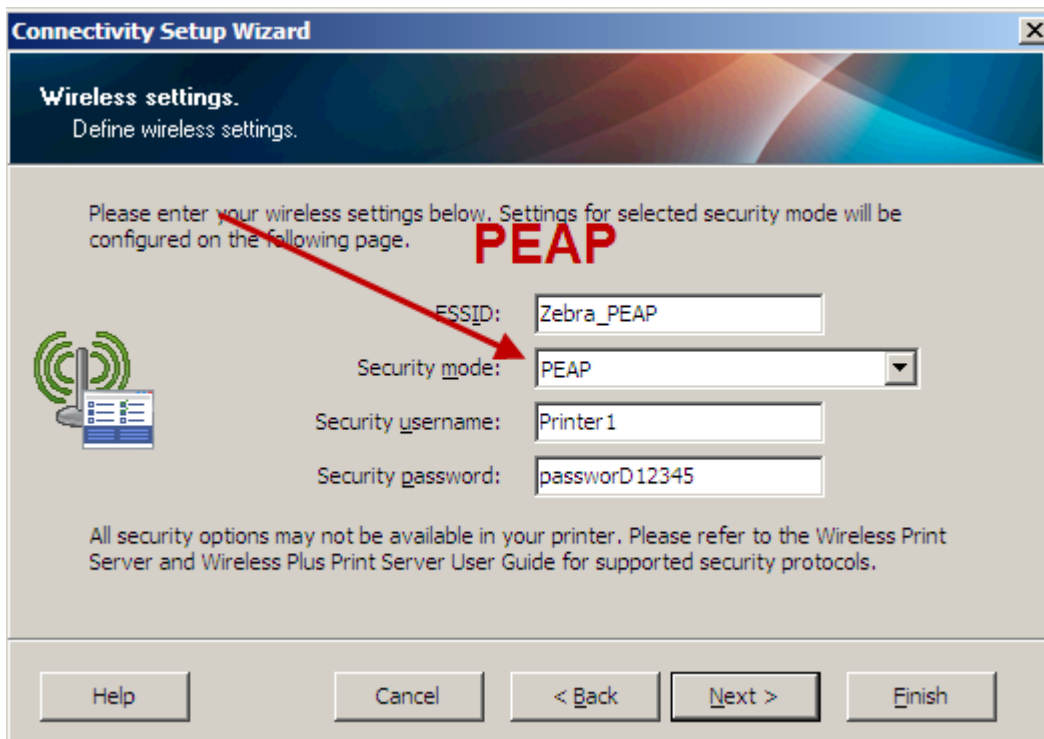 Connectivity Setup Wizard
Wireless settings.
Define wireless settings.
Please enter your wireless settings below. Settings for selected security mode will be
configured on the following page.
PEAP
ESSID: Zebra_PEAP
Security mode: PEAP
Security username: Printer1
Security password: passworD12345
All security options may not be available in your printer. Please refer to the Wireless Print
Server and Wireless Plus Print Server User Guide for supported security protocols.
Help Cancel < Back Next > Finish